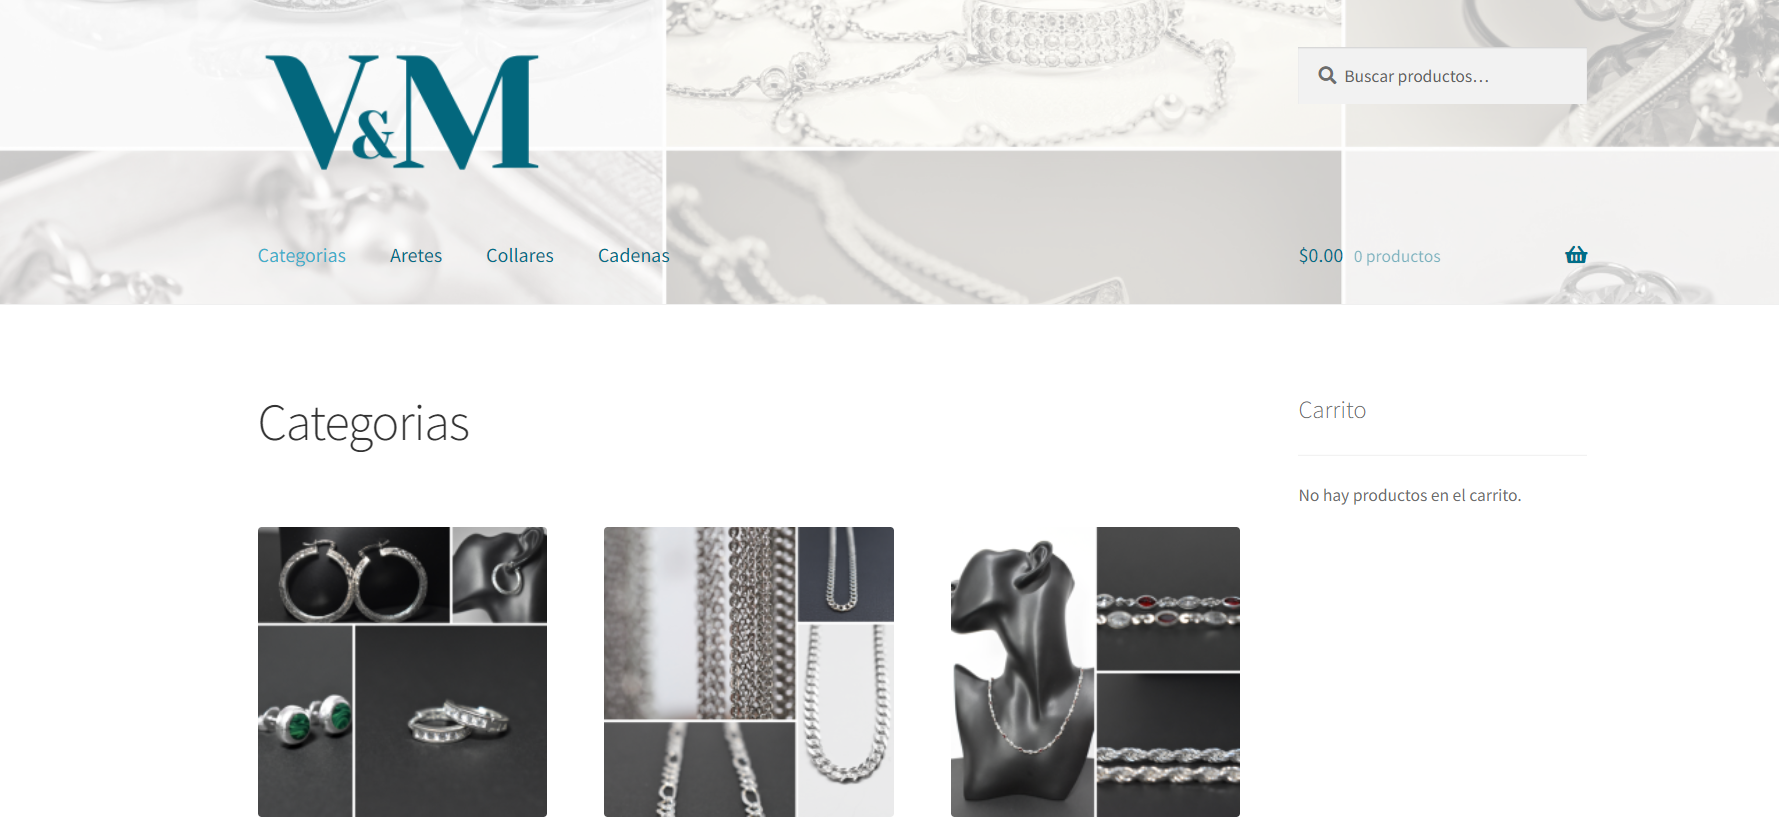 V&M
Buscar productos...
Categorias
Aretes
Collares
Cadenas
$0.00 0 productos
Categorias
Carrito
No hay productos en el carrito.